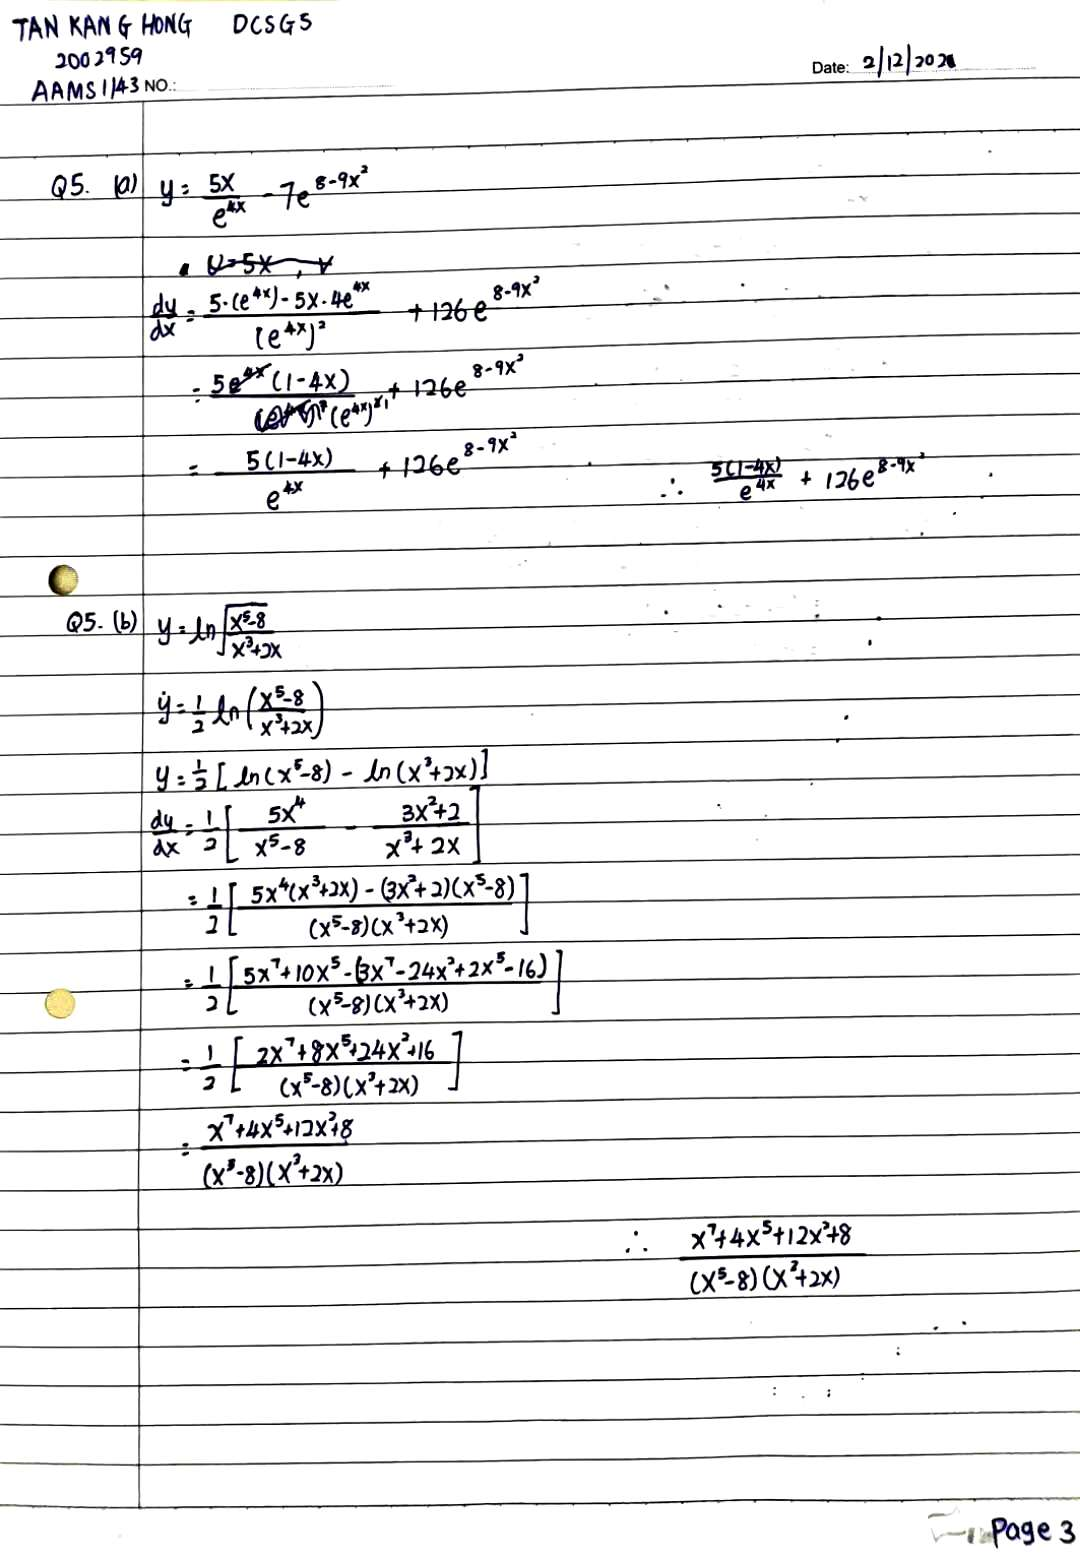 TAN KANG HONG DCSG5
2002959
Date: 2/12/2021
AAMS1143 NO.:
Q5. (a) y = 5x/e^{4x} - 7e^{8-9x²}
dy/dx = (5·(e^{4x}) - 5x·4e^{4x})/(e^{4x})² + 126e^{8-9x²}
= 5e^{4x}(1-4x)/(e^{4x})^{2 1} + 126e^{8-9x²}
= 5(1-4x)/e^{4x} + 126e^{8-9x²} ∴ 5(1-4x)/e^{4x} + 126e^{8-9x²}
Q5. (b) y = ln √((x⁵-8)/(x³+2x))
y = 1/2 ln((x⁵-8)/(x³+2x))
y = 1/2 [ln(x⁵-8) - ln(x³+2x)]
dy/dx = 1/2 [5x⁴/(x⁵-8) - (3x²+2)/(x³+2x)]
= 1/2 [(5x⁴(x³+2x) - (3x²+2)(x⁵-8))/((x⁵-8)(x³+2x))]
= 1/2 [(5x⁷+10x⁵-(3x⁷-24x²+2x⁵-16))/((x⁵-8)(x³+2x))]
= 1/2 [(2x⁷+8x⁵+24x²+16)/((x⁵-8)(x³+2x))]
= (x⁷+4x⁵+12x²+8)/((x⁵-8)(x³+2x))
∴ (x⁷+4x⁵+12x²+8)/((x⁵-8)(x³+2x))
Page 3